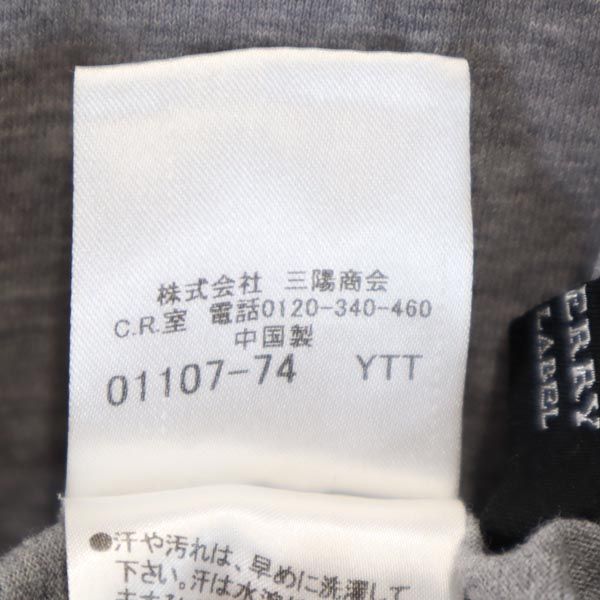 株式会社 三陽商会
C.R.室 電話0120-340-460
中国製
01107-74 YTT
●汗や汚れは、早めに洗濯して
下さい。汗は水溶
ERRY
LABEL